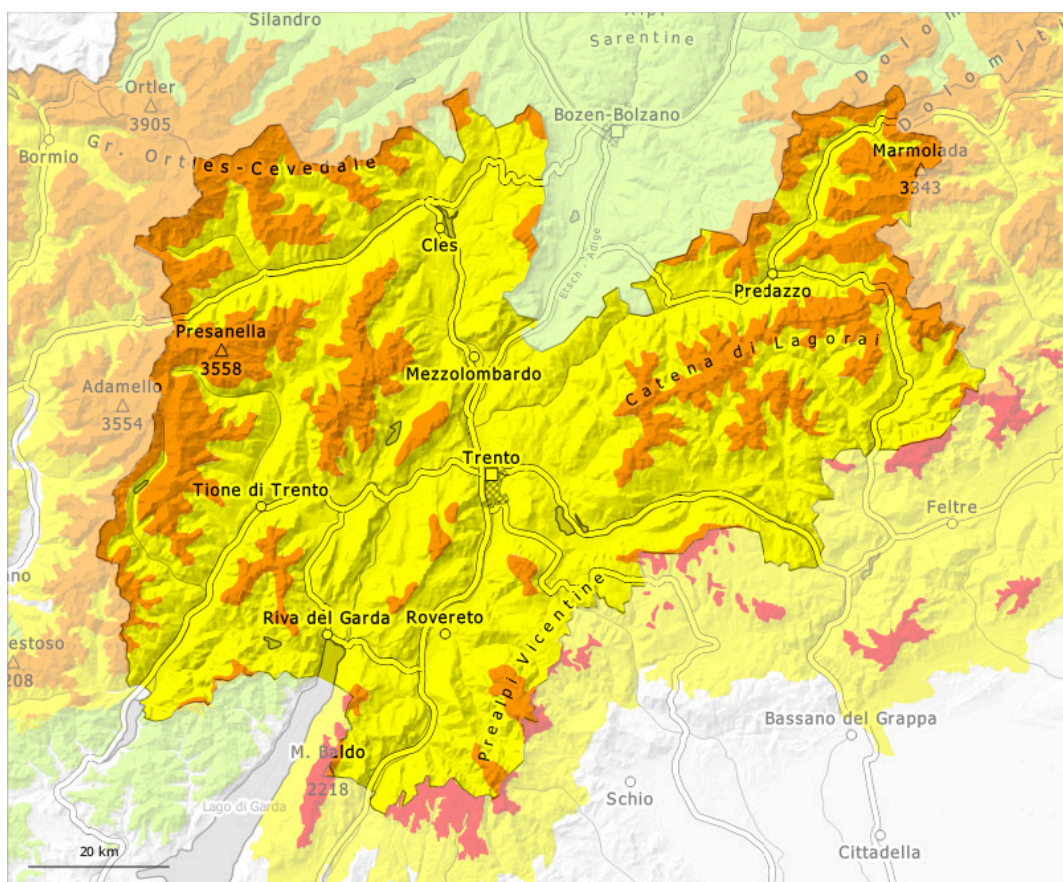 Silandro
Sarentine
Ortler
3905
Bozen-Bolzano
Bormio
Gr. Ortles-Cevedale
Marmolada
3343
Cles
Etsch - Adige
Predazzo
Presanella
3558
Catena di Lagorai
Mezzolombardo
Adamello
3554
Trento
Tione di Trento
Feltre
Riva del Garda
Rovereto
Prealpi Vicentine
Bassano del Grappa
M. Baldo
2218
Schio
Lago di Garda
20 km
Cittadella